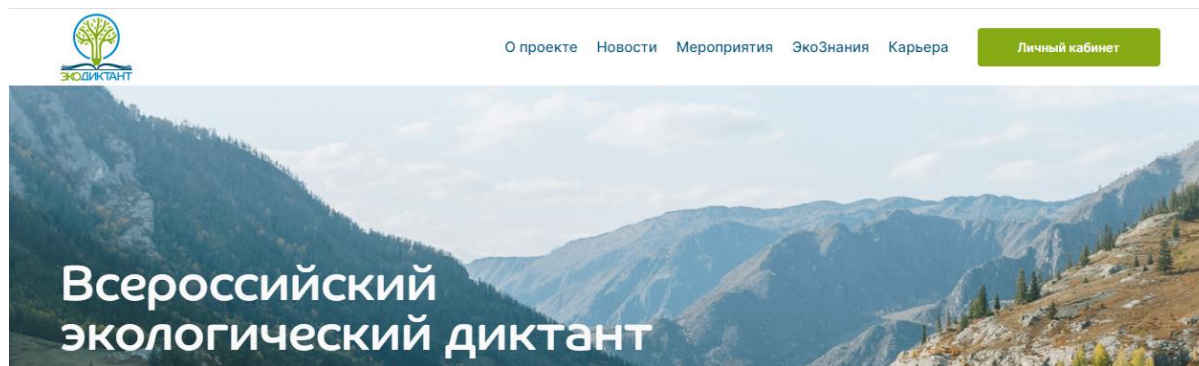 ЭКОДИКТАНТ
О проекте Новости Мероприятия ЭкоЗнания Карьера Личный кабинет
Всероссийский
экологический диктант